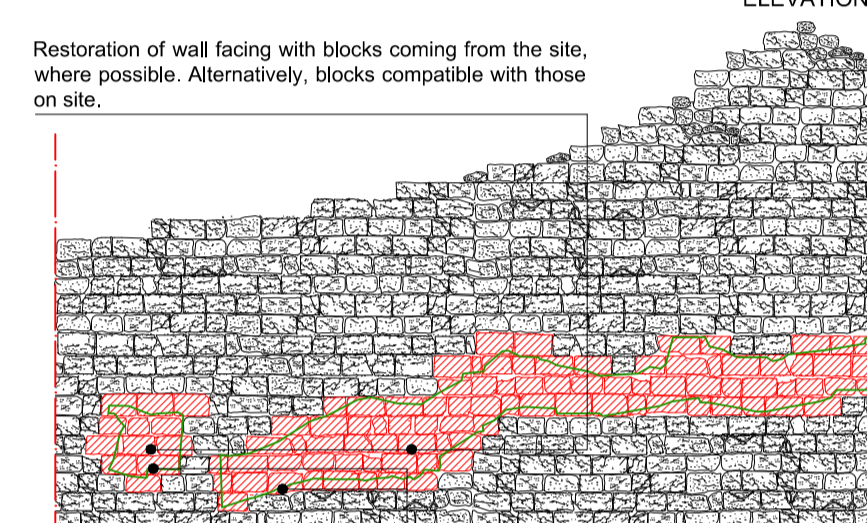 ELEVATION
Restoration of wall facing with blocks coming from the site,
where possible. Alternatively, blocks compatible with those
on site.